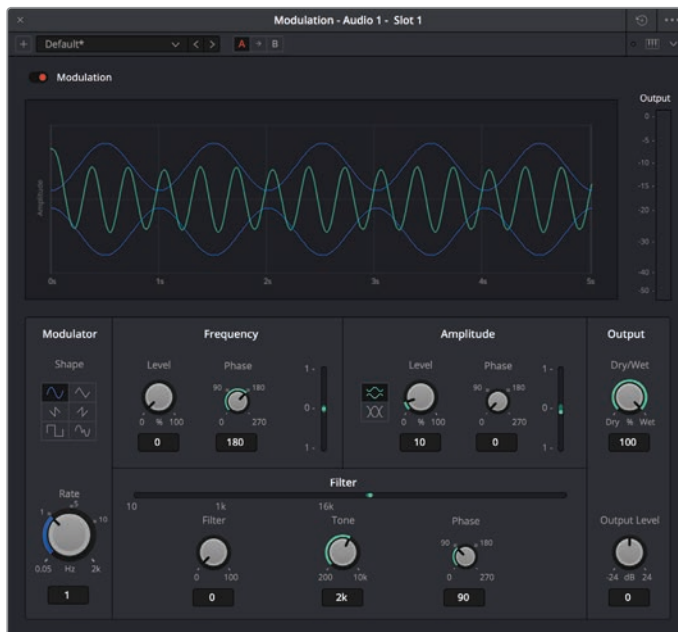 Modulation - Audio 1 - Slot 1
Default*
A B
Modulation
Output
0 -
-5 -
-10 -
-15 -
-20 -
-30 -
-40 -
-50 -
Amplitude
0s 1s 2s 3s 4s 5s
Modulator
Shape
Rate
1 5 10
0.05 Hz 2k
1
Frequency
Level Phase
90 180
0 % 100 0 270
0 180
1 -
0 -
1 -
Amplitude
Level Phase
90 180
0 % 100 0 270
10 0
1 -
0 -
1 -
Output
Dry/Wet
Dry % Wet
100
Output Level
-24 dB 24
0
Filter
10 1k 16k
Filter Tone Phase
90 180
0 100 200 10k 0 270
0 2k 90